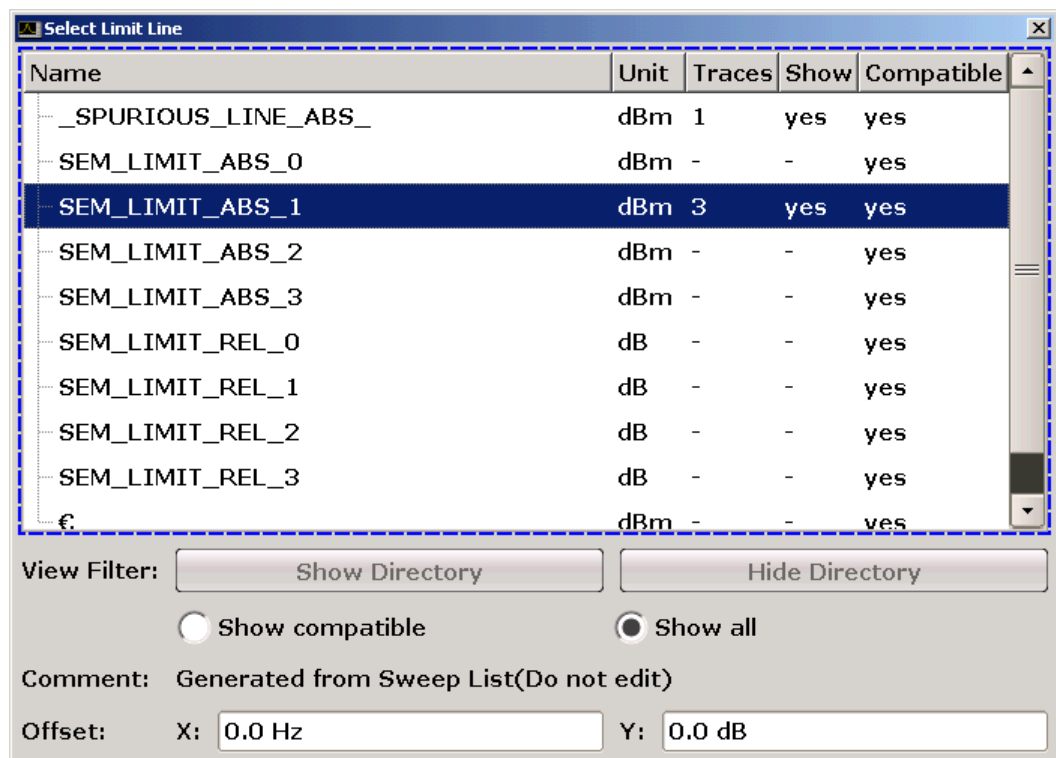 Select Limit Line
Name Unit Traces Show Compatible
_SPURIOUS_LINE_ABS_ dBm 1 yes yes
SEM_LIMIT_ABS_0 dBm - - yes
SEM_LIMIT_ABS_1 dBm 3 yes yes
SEM_LIMIT_ABS_2 dBm - - yes
SEM_LIMIT_ABS_3 dBm - - yes
SEM_LIMIT_REL_0 dB - - yes
SEM_LIMIT_REL_1 dB - - yes
SEM_LIMIT_REL_2 dB - - yes
SEM_LIMIT_REL_3 dB - - yes
dBm - - yes
View Filter: Show Directory Hide Directory
Show compatible Show all
Comment: Generated from Sweep List(Do not edit)
Offset: X: 0.0 Hz Y: 0.0 dB